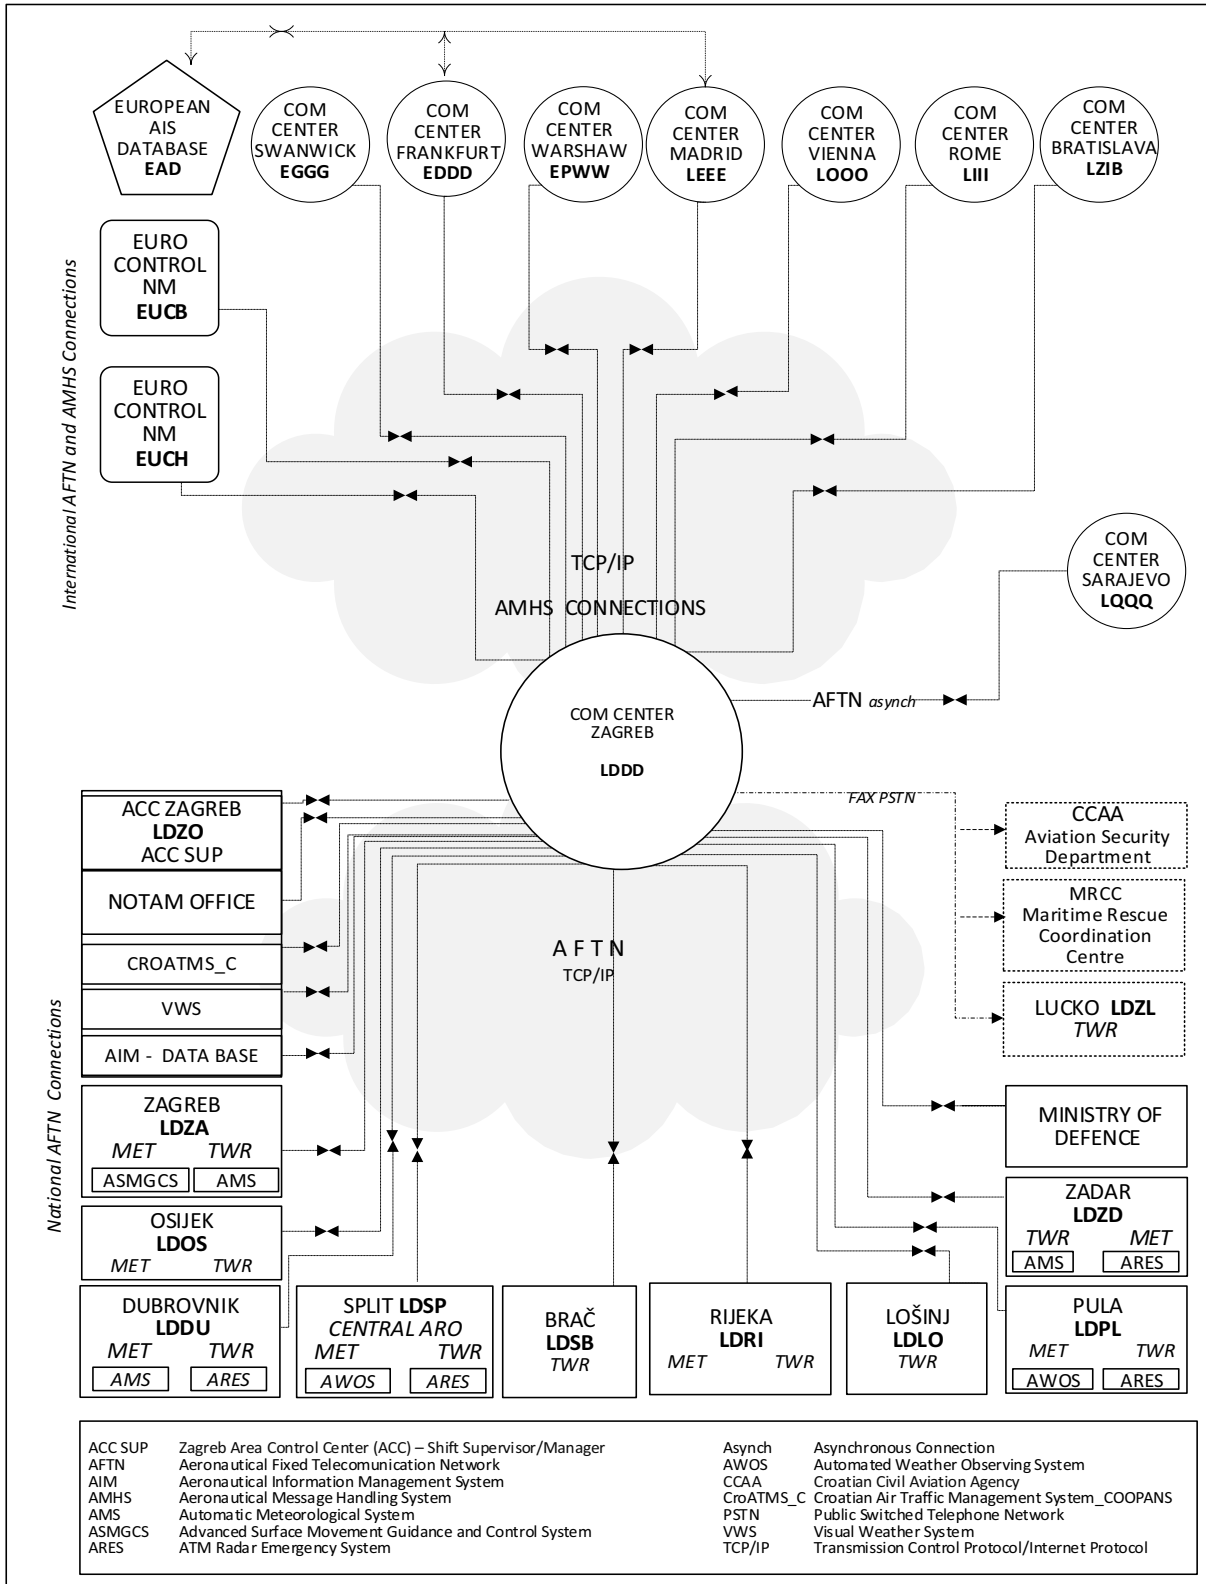 EUROPEAN
AIS
DATABASE
EAD
COM
CENTER
SWANWICK
EGGG
COM
CENTER
FRANKFURT
EDDD
COM
CENTER
WARSHAW
EPWW
COM
CENTER
MADRID
LEEE
COM
CENTER
VIENNA
LOOO
COM
CENTER
ROME
LIII
COM
CENTER
BRATISLAVA
LZIB
International AFTN and AMHS Connections
EURO
CONTROL
NM
EUCB
EURO
CONTROL
NM
EUCH
TCP/IP
AMHS CONNECTIONS
COM
CENTER
SARAJEVO
LQQQ
AFTN asynch
COM CENTER
ZAGREB
LDDD
FAX PSTN
A F T N
TCP/IP
National AFTN Connections
ACC ZAGREB
LDZO
ACC SUP
NOTAM OFFICE
CROATMS_C
VWS
AIM - DATA BASE
ZAGREB
LDZA
MET TWR
ASMGCS AMS
OSIJEK
LDOS
MET TWR
DUBROVNIK
LDDU
MET TWR
AMS ARES
SPLIT LDSP
CENTRAL ARO
MET TWR
AWOS ARES
BRAČ
LDSB
TWR
RIJEKA
LDRI
MET TWR
LOŠINJ
LDLO
TWR
CCAA
Aviation Security
Department
MRCC
Maritime Rescue
Coordination
Centre
LUCKO LDZL
TWR
MINISTRY OF
DEFENCE
ZADAR
LDZD
TWR MET
AMS ARES
PULA
LDPL
MET TWR
AWOS ARES
ACC SUP Zagreb Area Control Center (ACC) – Shift Supervisor/Manager
AFTN Aeronautical Fixed Telecomunication Network
AIM Aeronautical Information Management System
AMHS Aeronautical Message Handling System
AMS Automatic Meteorological System
ASMGCS Advanced Surface Movement Guidance and Control System
ARES ATM Radar Emergency System
Asynch Asynchronous Connection
AWOS Automated Weather Observing System
CCAA Croatian Civil Aviation Agency
CroATMS_C Croatian Air Traffic Management System_COOPANS
PSTN Public Switched Telephone Network
VWS Visual Weather System
TCP/IP Transmission Control Protocol/Internet Protocol